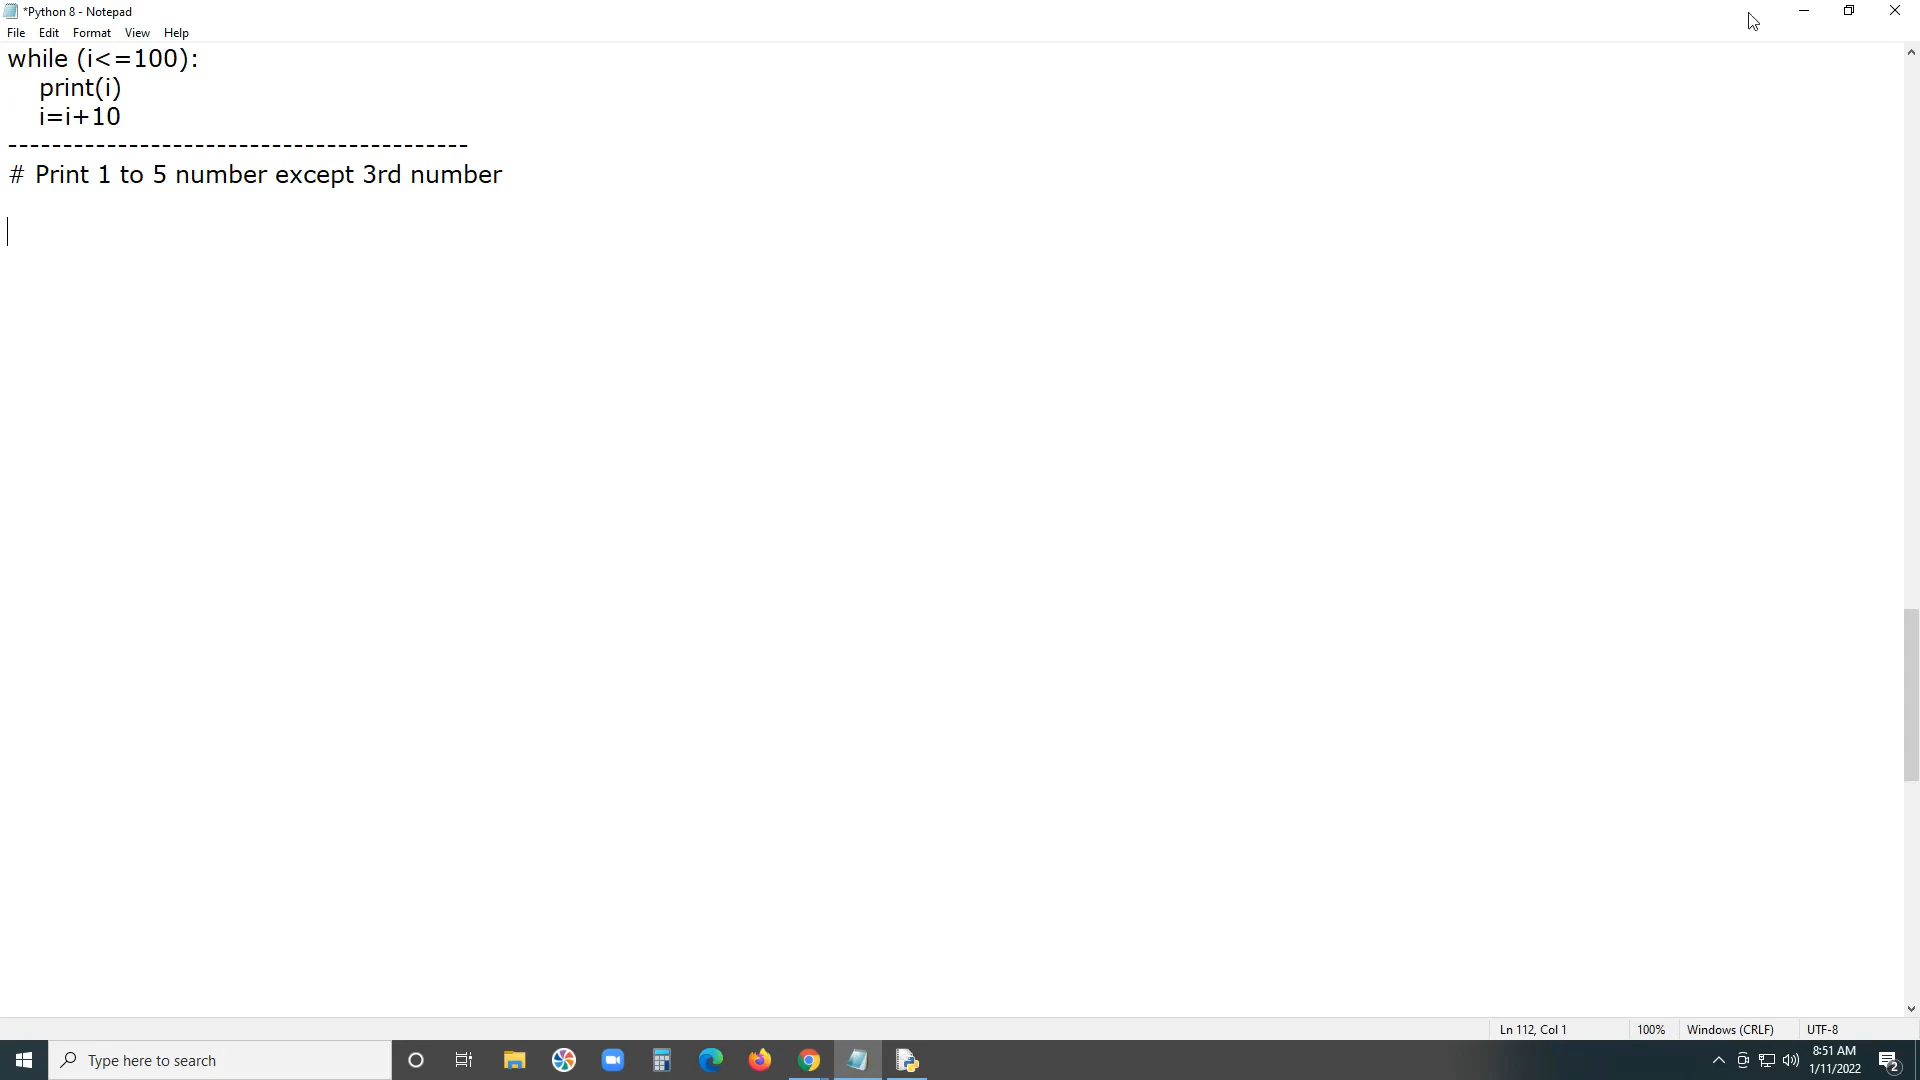 *Python 8 - Notepad
File Edit Format View Help
while (i<=100):
    print(i)
    i=i+10
------------------------------------------
# Print 1 to 5 number except 3rd number
Ln 112, Col 1 100% Windows (CRLF) UTF-8
Type here to search
8:51 AM
1/11/2022
2